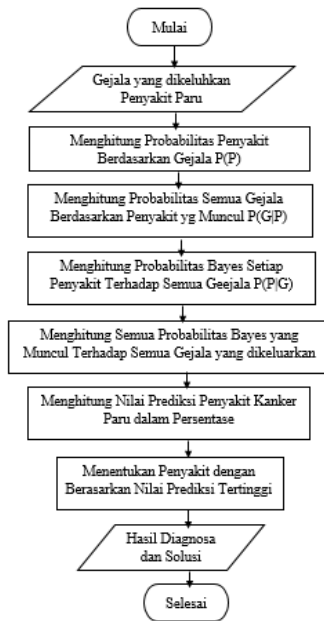 Mulai
Gejala yang dikeluhkan
Penyakit Paru
Menghitung Probabilitas Penyakit
Berdasarkan Gejala P(P)
Menghitung Probabilitas Semua Gejala
Berdasarkan Penyakit yg Muncul P(G|P)
Menghitung Probabilitas Bayes Setiap
Penyakit Terhadap Semua Geejala P(P|G)
Menghitung Semua Probabilitas Bayes yang
Muncul Terhadap Semua Gejala yang dikeluarkan
Menghitung Nilai Prediksi Penyakit Kanker
Paru dalam Persentase
Menentukan Penyakit dengan
Berasarkan Nilai Prediksi Tertinggi
Hasil Diagnosa
dan Solusi
Selesai